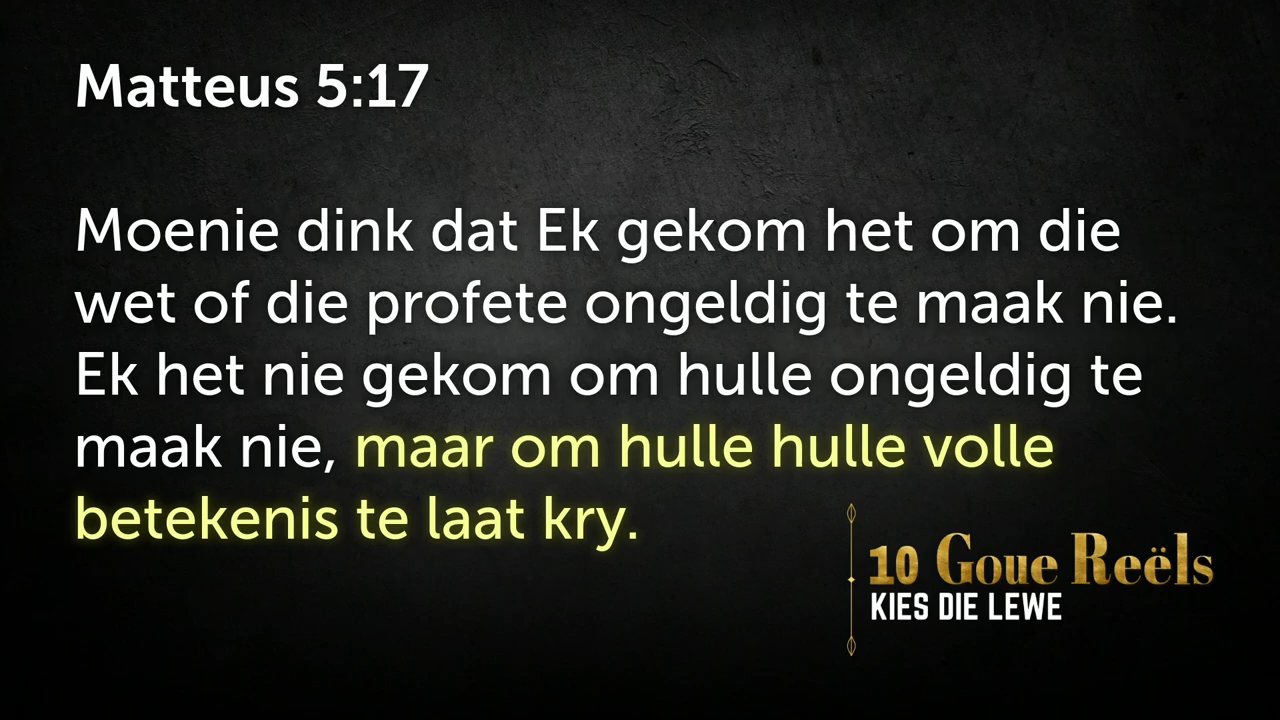 Matteus 5:17
Moenie dink dat Ek gekom het om die
wet of die profete ongeldig te maak nie.
Ek het nie gekom om hulle ongeldig te
maak nie, maar om hulle hulle volle
betekenis te laat kry.
10 Goue Reëls
KIES DIE LEWE